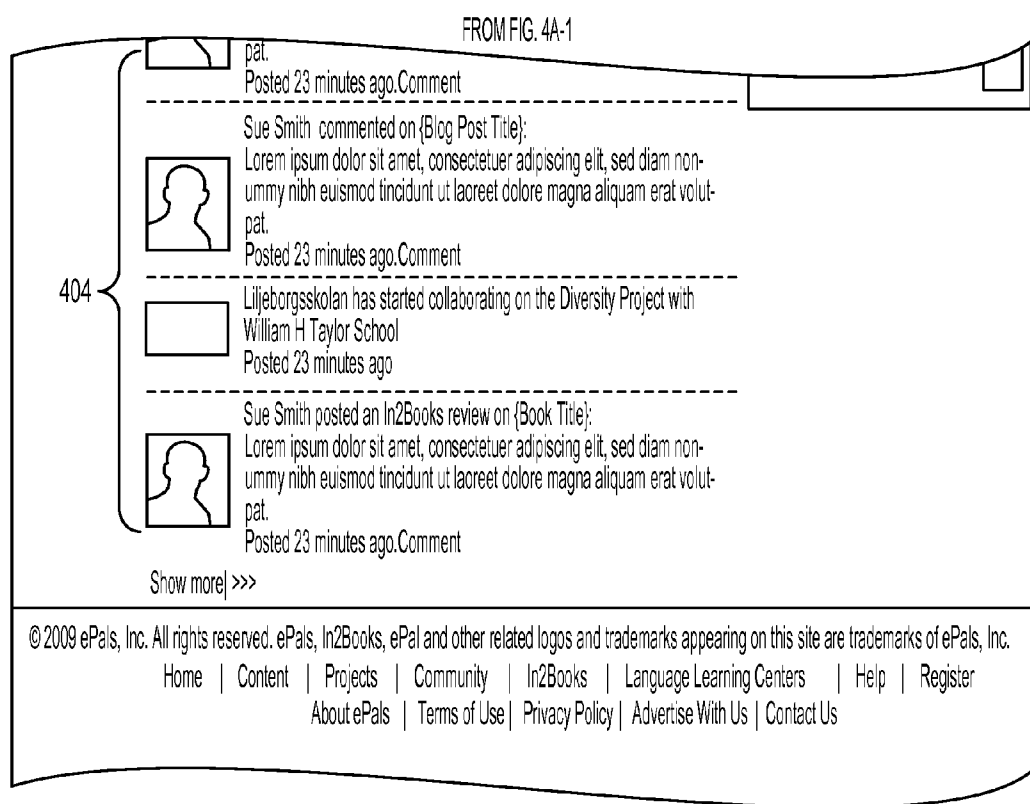 FROM FIG. 4A-1
pat.
Posted 23 minutes ago.Comment
Sue Smith commented on {Blog Post Title}:
Lorem ipsum dolor sit amet, consectetuer adipiscing elit, sed diam non-
ummy nibh euismod tincidunt ut laoreet dolore magna aliquam erat volut-
pat.
Posted 23 minutes ago.Comment
404
Liljeborgsskolan has started collaborating on the Diversity Project with
William H Taylor School
Posted 23 minutes ago
Sue Smith posted an In2Books review on {Book Title}:
Lorem ipsum dolor sit amet, consectetuer adipiscing elit, sed diam non-
ummy nibh euismod tincidunt ut laoreet dolore magna aliquam erat volut-
pat.
Posted 23 minutes ago.Comment
Show more| >>>
© 2009 ePals, Inc. All rights reserved. ePals, In2Books, ePal and other related logos and trademarks appearing on this site are trademarks of ePals, Inc.
Home | Content | Projects | Community | In2Books | Language Learning Centers | Help | Register
About ePals | Terms of Use | Privacy Policy | Advertise With Us | Contact Us